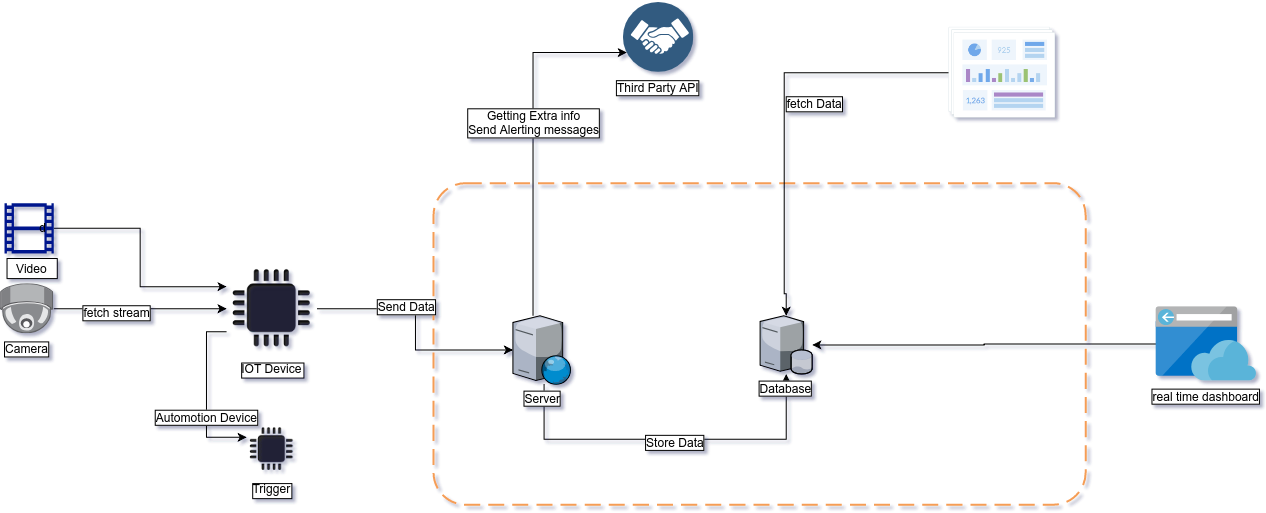 Third Party API
925
1,263
fetch Data
Getting Extra info
Send Alerting messages
Video
fetch stream
Camera
Send Data
IOT Device
Automotion Device
Trigger
Server
Store Data
Database
real time dashboard